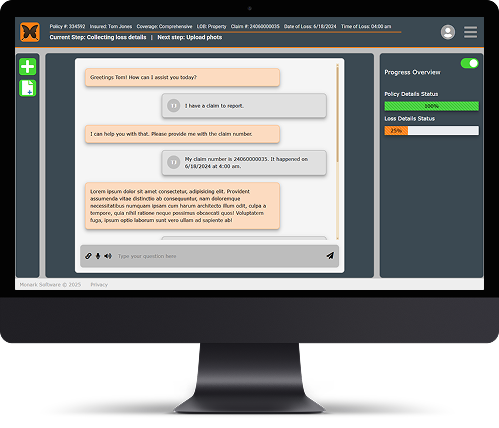 Policy #: 334592 Insured: Tom Jones Coverage: Comprehensive LOB: Property Claim #: 24060000035 Date of Loss: 6/18/2024 Time of Loss: 04:00 am
Current Step: Collecting loss details | Next step: Upload phots
Greetings Tom! How can I assist you today?
TJ
I have a claim to report.
I can help you with that. Please provide me with the claim number.
TJ
My claim number is 24060000035. It happened on
6/18/2024 at 4:00 am.
Lorem ipsum dolor sit amet consectetur, adipisicing elit. Provident
assumenda vitae distinctio ab consequuntur, nam doloremque
necessitatibus numquam ipsam cum harum architecto illum odit, culpa a
tempore, quia nihil ratione neque possimus obcaecati quos! Voluptatem
fuga, ipsum optio laborum sunt vero ullam ad sapiente ab!
Type your question here
Progress Overview
Policy Details Status
100%
Loss Details Status
25%
Monark Software © 2025 Privacy